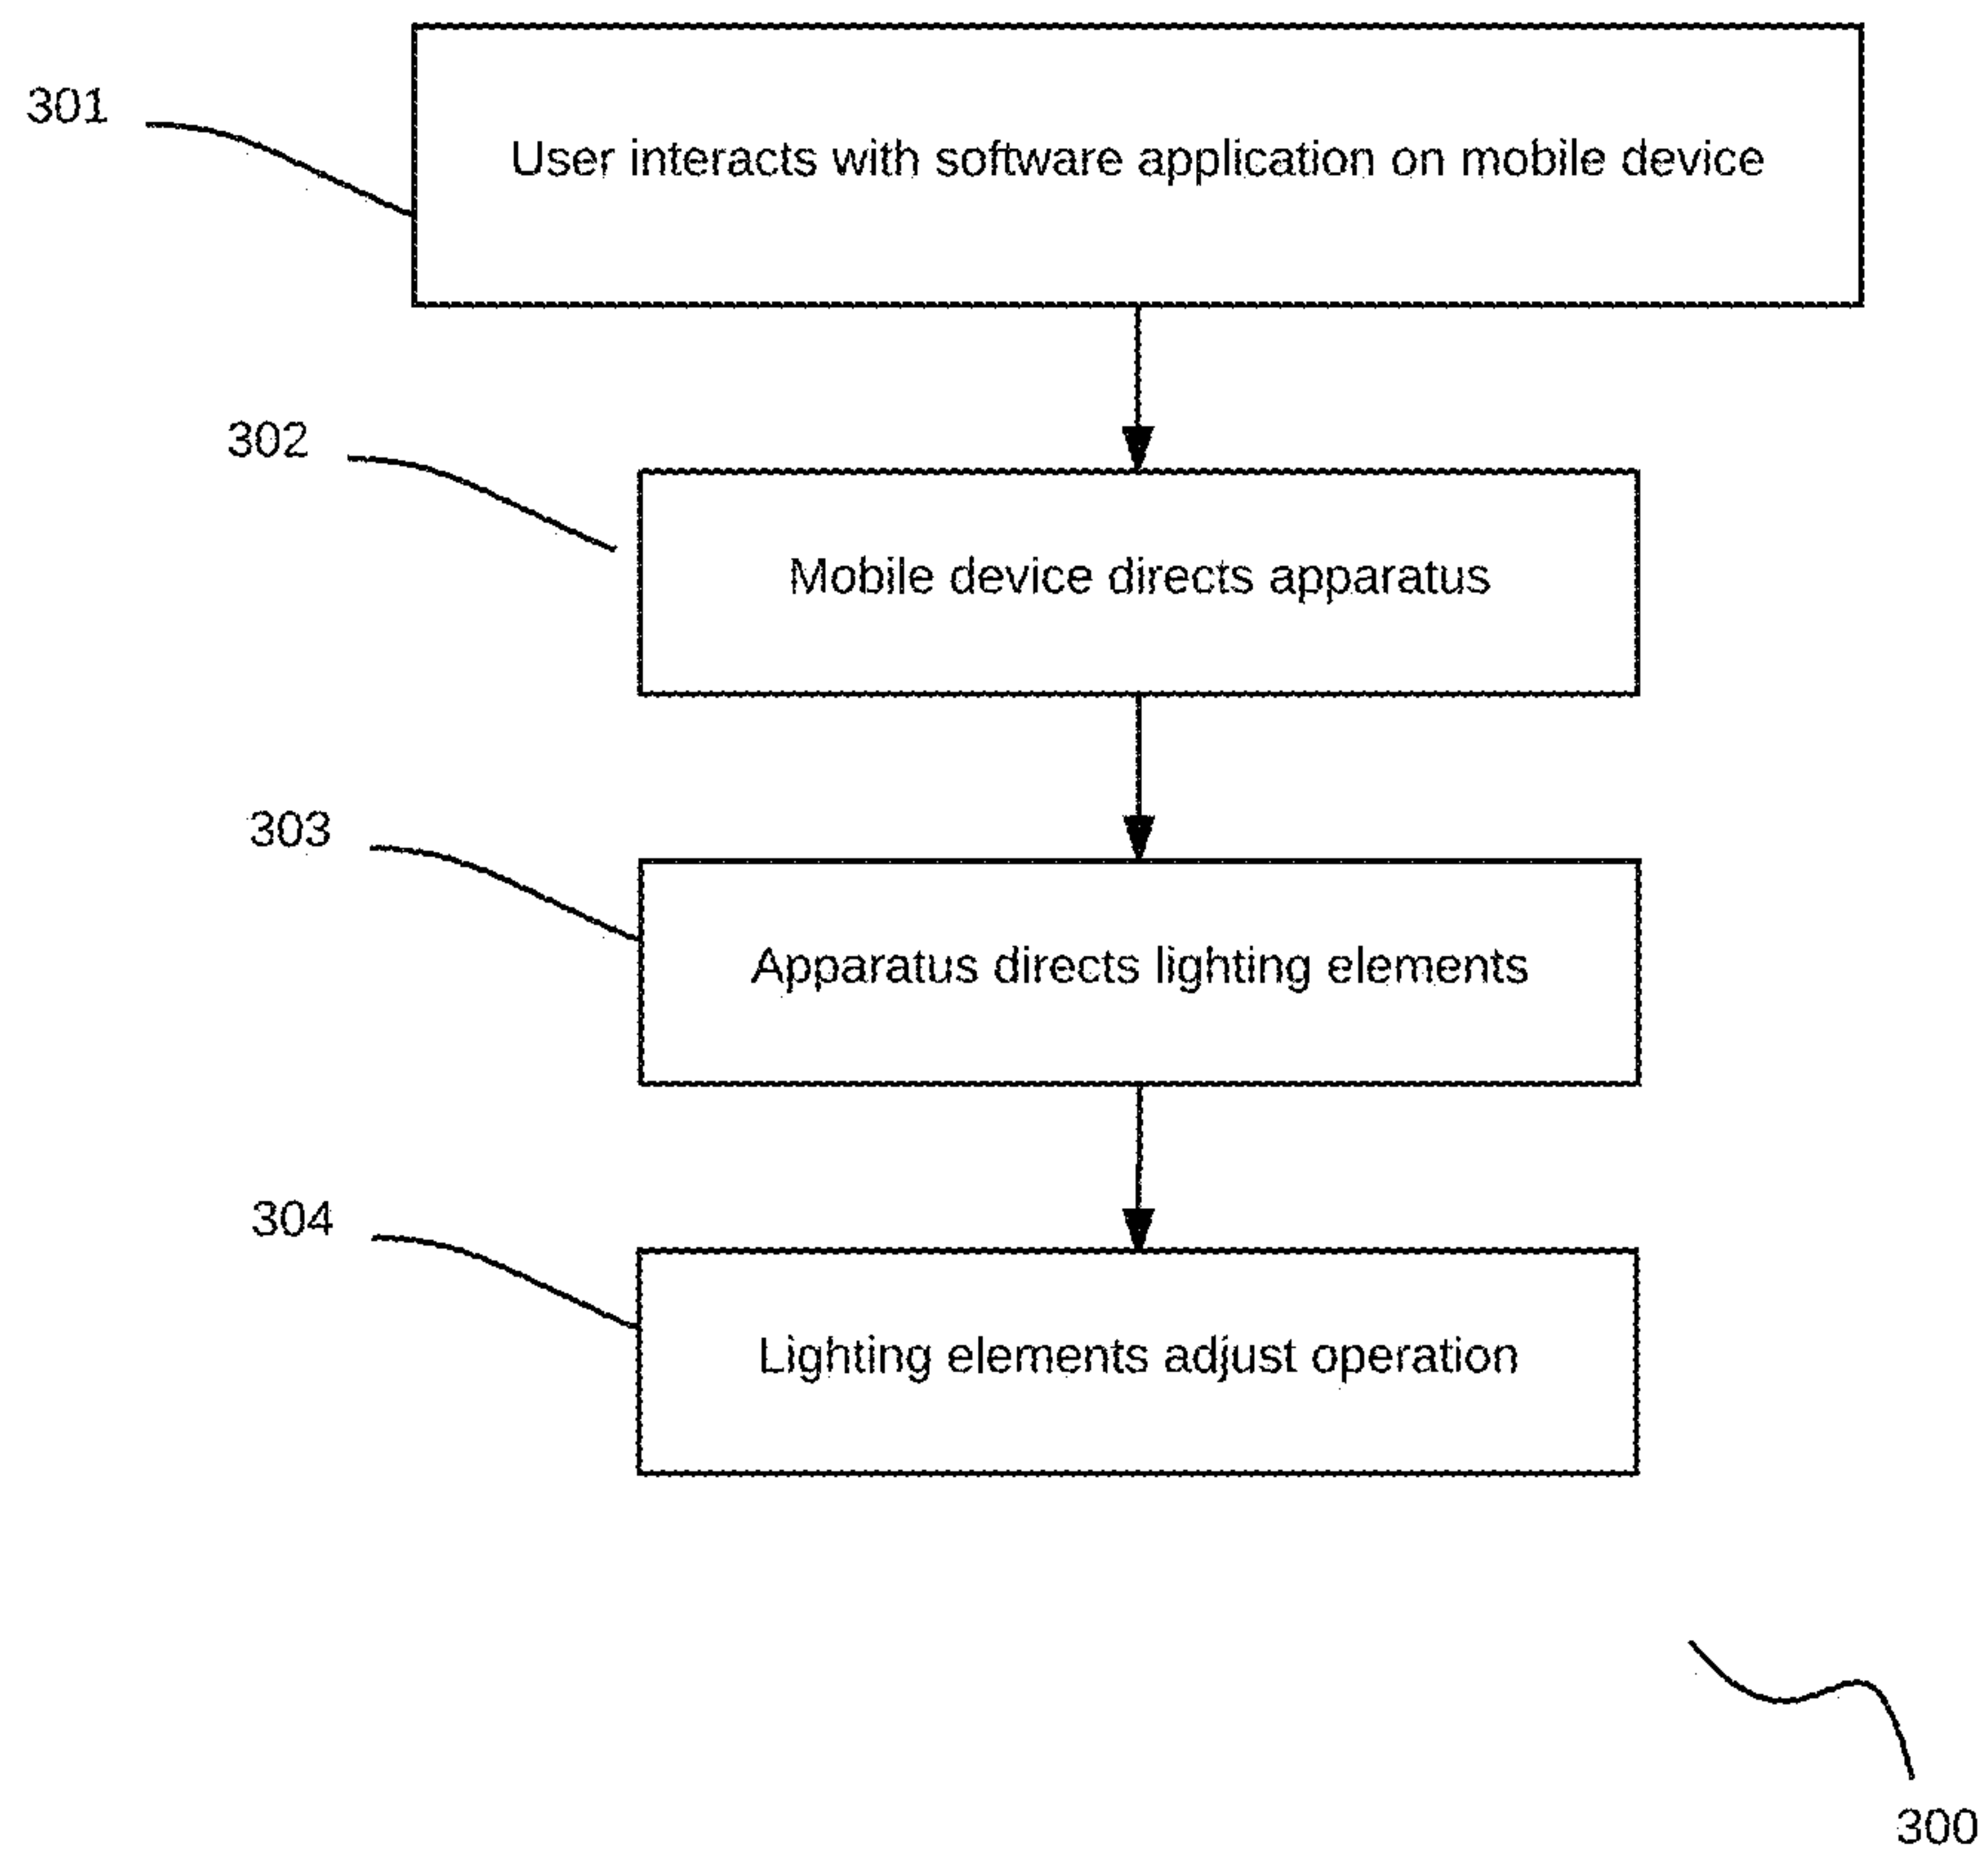 301
User interacts with software application on mobile device
302
Mobile device directs apparatus
303
Apparatus directs lighting elements
304
Lighting elements adjust operation
300